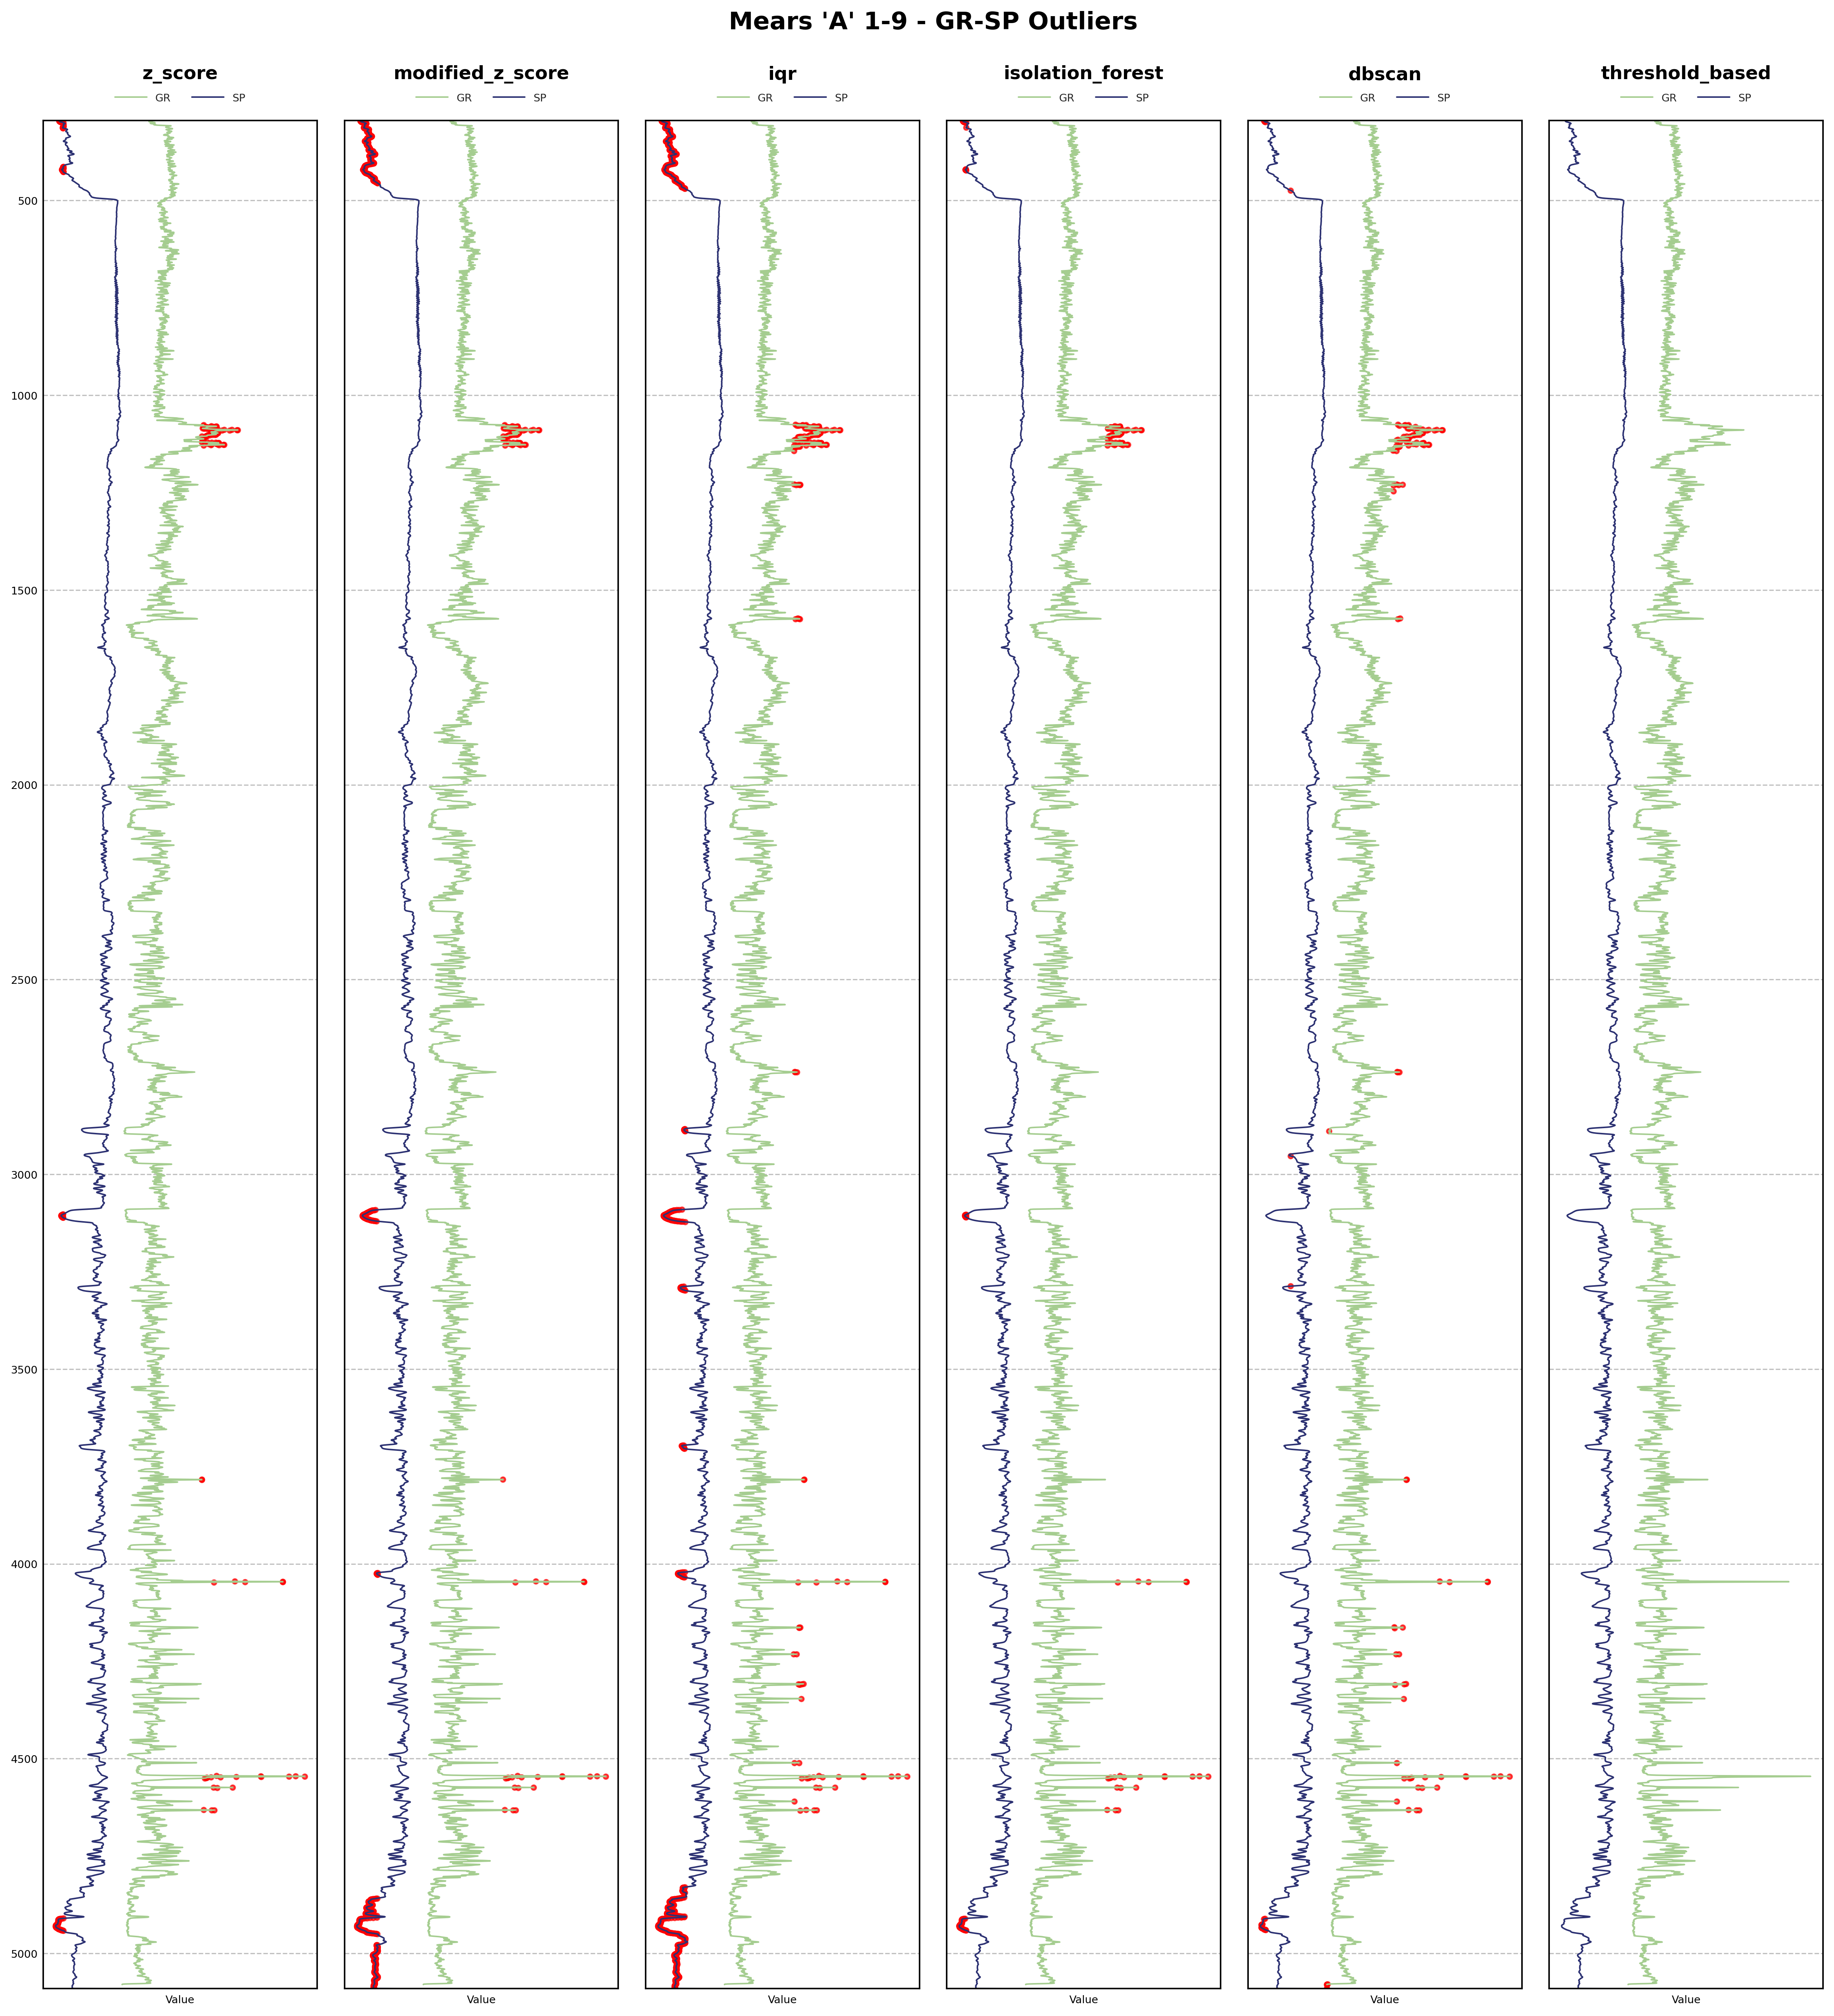 Mears 'A' 1-9 - GR-SP Outliers
z_score modified_z_score iqr isolation_forest dbscan threshold_based
GR SP GR SP GR SP GR SP GR SP GR SP
500
1000
1500
2000
2500
3000
3500
4000
4500
5000
Value Value Value Value Value Value